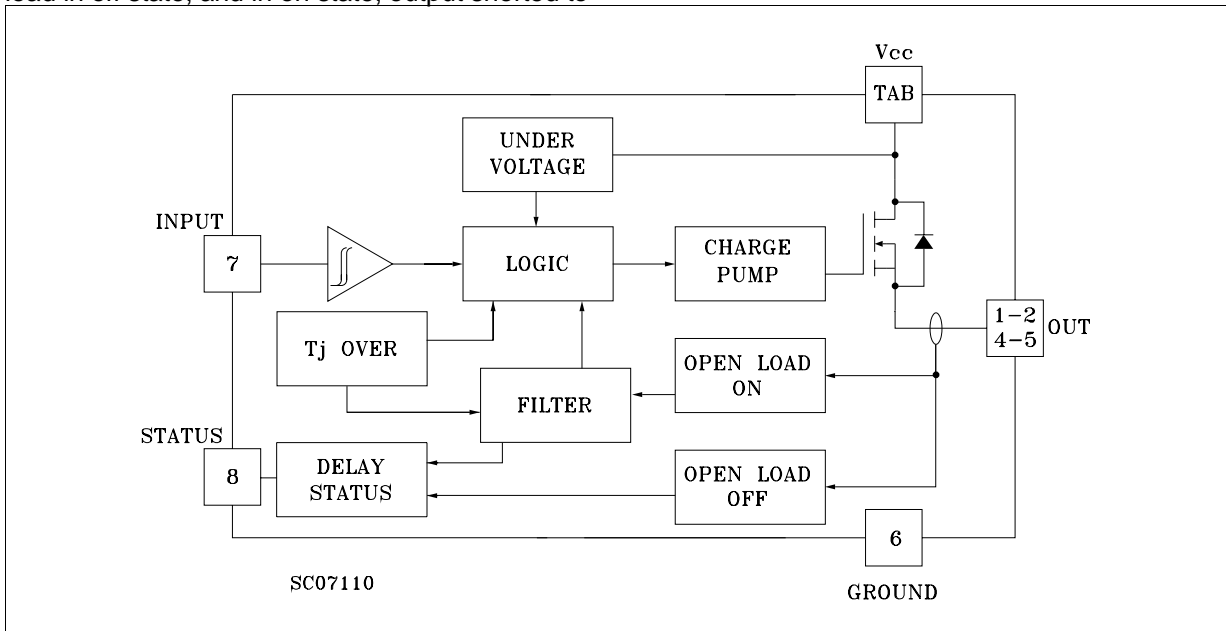 load in off state, and in on state, output shorted to
Vcc
TAB
UNDER
VOLTAGE
INPUT
7
LOGIC
CHARGE
PUMP
Tj OVER
1-2
4-5
OUT
OPEN LOAD
ON
FILTER
STATUS
8
DELAY
STATUS
OPEN LOAD
OFF
6
SC07110
GROUND